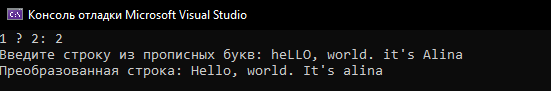 Консоль отладки Microsoft Visual Studio
1 ? 2: 2
Введите строку из прописных букв: heLLO, world. it's Alina
Преобразованная строка: Hello, world. It's alina